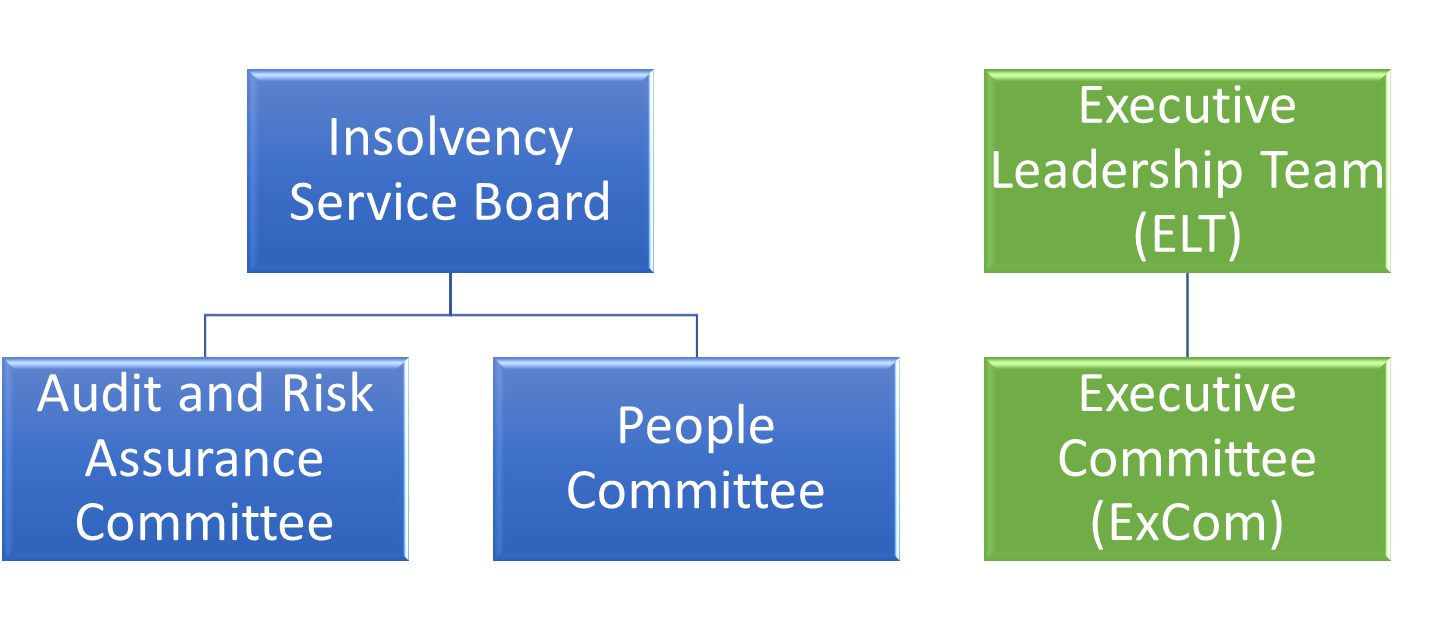 Insolvency
Service Board
Executive
Leadership Team
(ELT)
Audit and Risk
Assurance
Committee
People
Committee
Executive
Committee
(ExCom)